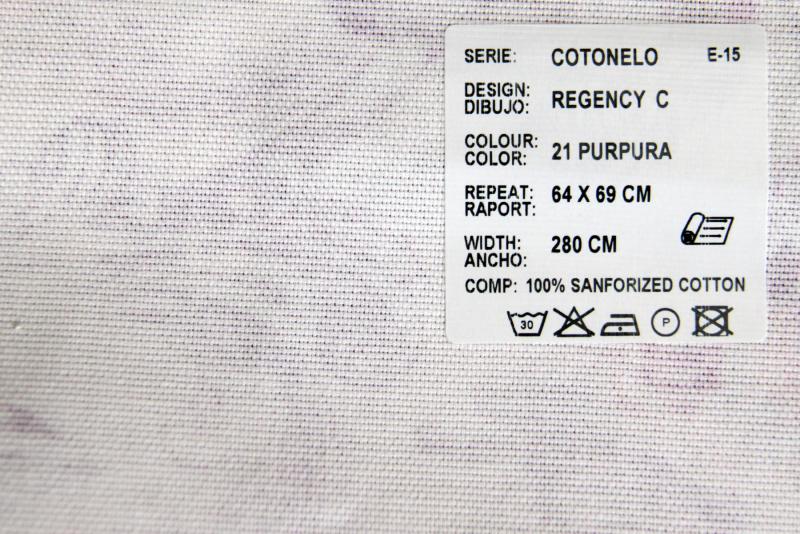 SERIE: COTONELO E-15
DESIGN:
DIBUJO: REGENCY C
COLOUR:
COLOR: 21 PURPURA
REPEAT: 64 X 69 CM
RAPORT:
WIDTH: 280 CM
ANCHO:
COMP: 100% SANFORIZED COTTON
30 P